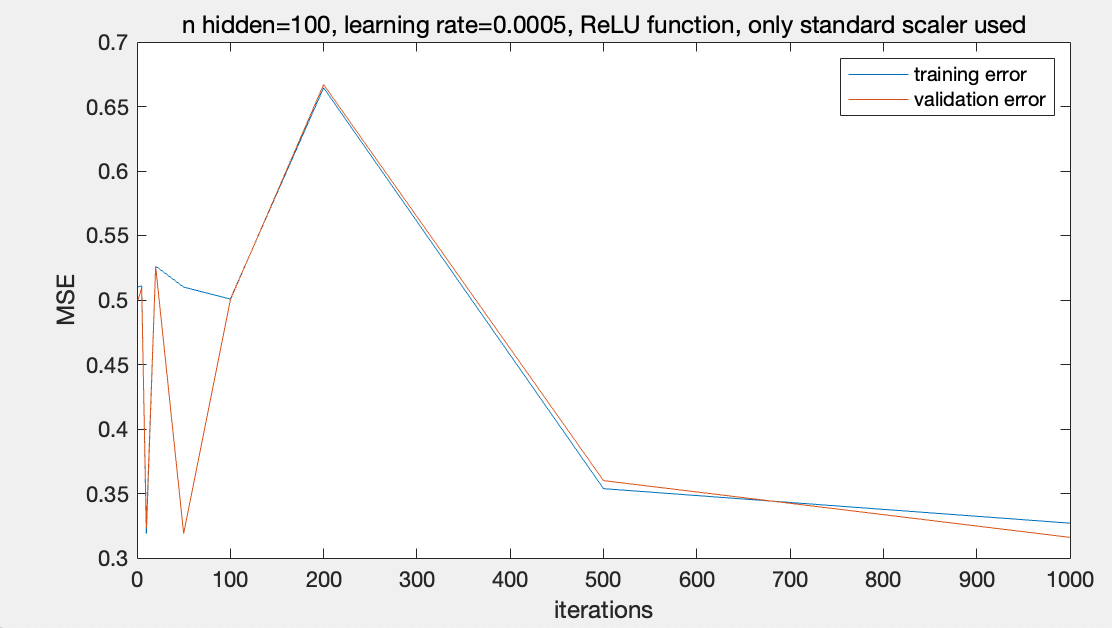 n hidden=100, learning rate=0.0005, ReLU function, only standard scaler used
training error
validation error
MSE
0.7
0.65
0.6
0.55
0.5
0.45
0.4
0.35
0.3
0 100 200 300 400 500 600 700 800 900 1000
iterations